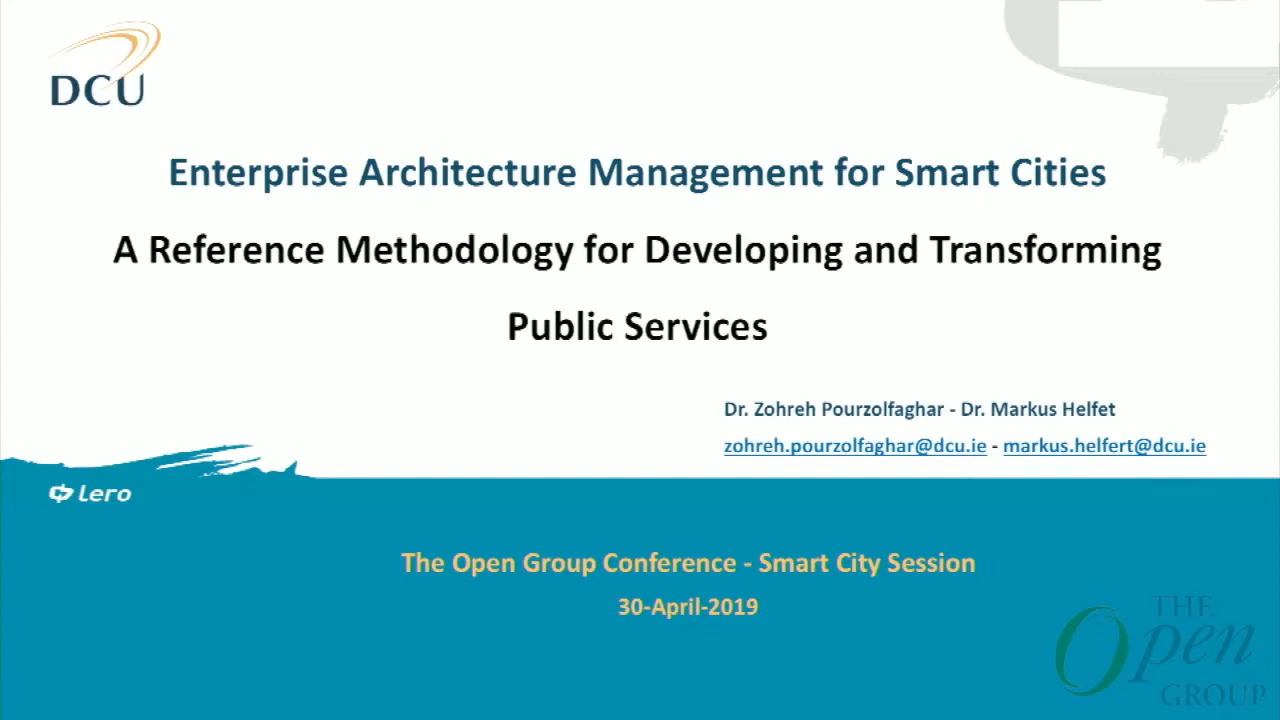 DCU
Enterprise Architecture Management for Smart Cities
A Reference Methodology for Developing and Transforming
Public Services
Dr. Zohreh Pourzolfaghar - Dr. Markus Helfet
zohreh.pourzolfaghar@dcu.ie - markus.helfert@dcu.ie
lero
The Open Group Conference - Smart City Session
30-April-2019
THE
Open
GROUP